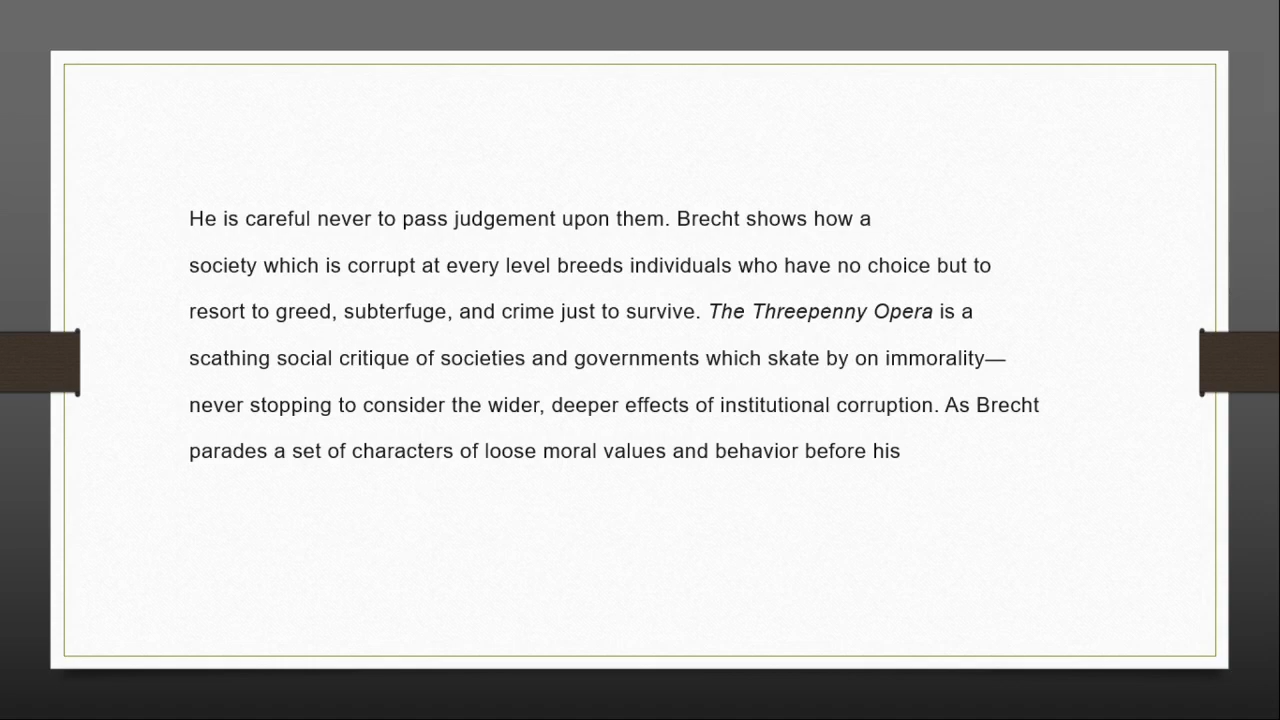 He is careful never to pass judgement upon them. Brecht shows how a
society which is corrupt at every level breeds individuals who have no choice but to
resort to greed, subterfuge, and crime just to survive. The Threepenny Opera is a
scathing social critique of societies and governments which skate by on immorality—
never stopping to consider the wider, deeper effects of institutional corruption. As Brecht
parades a set of characters of loose moral values and behavior before his